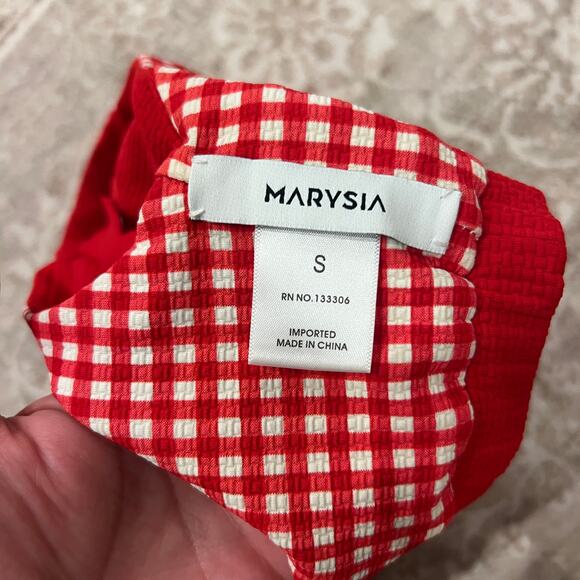 MARYSIA
S
RN NO.133306
IMPORTED
MADE IN CHINA